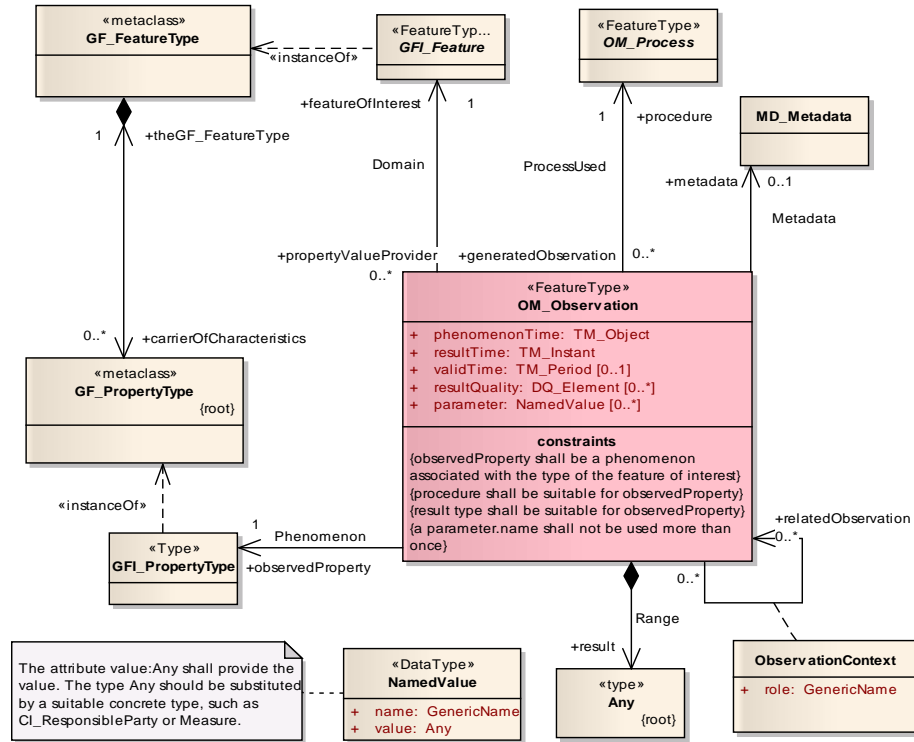 «metaclass»
GF_FeatureType
«FeatureTyp...
GFI_Feature
«FeatureType»
OM_Process
«instanceOf»
+featureOfInterest
1
1
+procedure
MD_Metadata
1
+theGF_FeatureType
Domain
ProcessUsed
+metadata
0..1
Metadata
+propertyValueProvider
0..*
+generatedObservation
0..*
«FeatureType»
OM_Observation
+ phenomenonTime: TM_Object
+ resultTime: TM_Instant
+ validTime: TM_Period [0..1]
+ resultQuality: DQ_Element [0..*]
+ parameter: NamedValue [0..*]
constraints
{observedProperty shall be a phenomenon
associated with the type of the feature of interest}
{procedure shall be suitable for observedProperty}
{result type shall be suitable for observedProperty}
{a parameter.name shall not be used more than
once}
0..*
+carrierOfCharacteristics
«metaclass»
GF_PropertyType
{root}
«instanceOf»
1
Phenomenon
+observedProperty
«Type»
GFI_PropertyType
+relatedObservation
0..*
0..*
Range
+result
«type»
Any
{root}
ObservationContext
+ role: GenericName
The attribute value:Any shall provide the
value. The type Any should be substituted
by a suitable concrete type, such as
CI_ResponsibleParty or Measure.
«DataType»
NamedValue
+ name: GenericName
+ value: Any